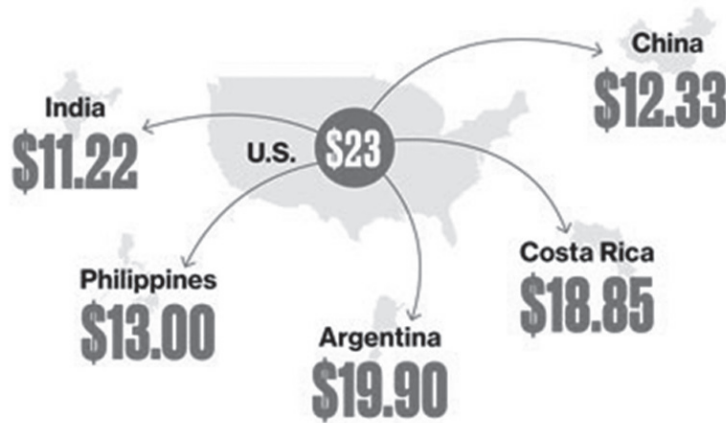 China
$12.33
India
$11.22
U.S. $23
Costa Rica
$18.85
Philippines
$13.00
Argentina
$19.90